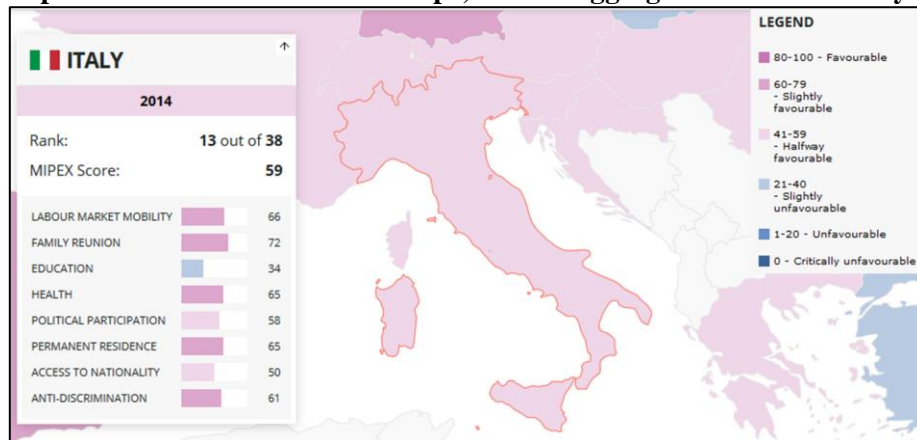 ITALY
2014
Rank: 13 out of 38
MIPEX Score: 59
LABOUR MARKET MOBILITY 66
FAMILY REUNION 72
EDUCATION 34
HEALTH 65
POLITICAL PARTICIPATION 58
PERMANENT RESIDENCE 65
ACCESS TO NATIONALITY 50
ANTI-DISCRIMINATION 61
LEGEND
80-100 - Favourable
60-79
- Slightly
favourable
41-59
- Halfway
favourable
21-40
- Slightly
unfavourable
1-20 - Unfavourable
0 - Critically unfavourable